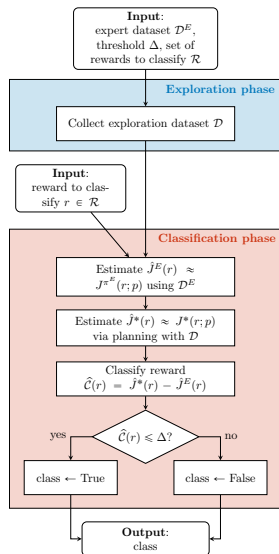 Input:
expert dataset 𝒟^E,
threshold Δ, set of
rewards to classify ℛ
Exploration phase
Collect exploration dataset 𝒟
Input:
reward to clas-
sify r ∈ ℛ
Classification phase
Estimate Ĵ^E(r) ≈
J^{π^E}(r; p) using 𝒟^E
Estimate Ĵ*(r) ≈ J*(r; p)
via planning with 𝒟
Classify reward
𝒞̂(r) = Ĵ*(r) − Ĵ^E(r)
yes
𝒞̂(r) ⩽ Δ?
no
class ← True
class ← False
Output:
class